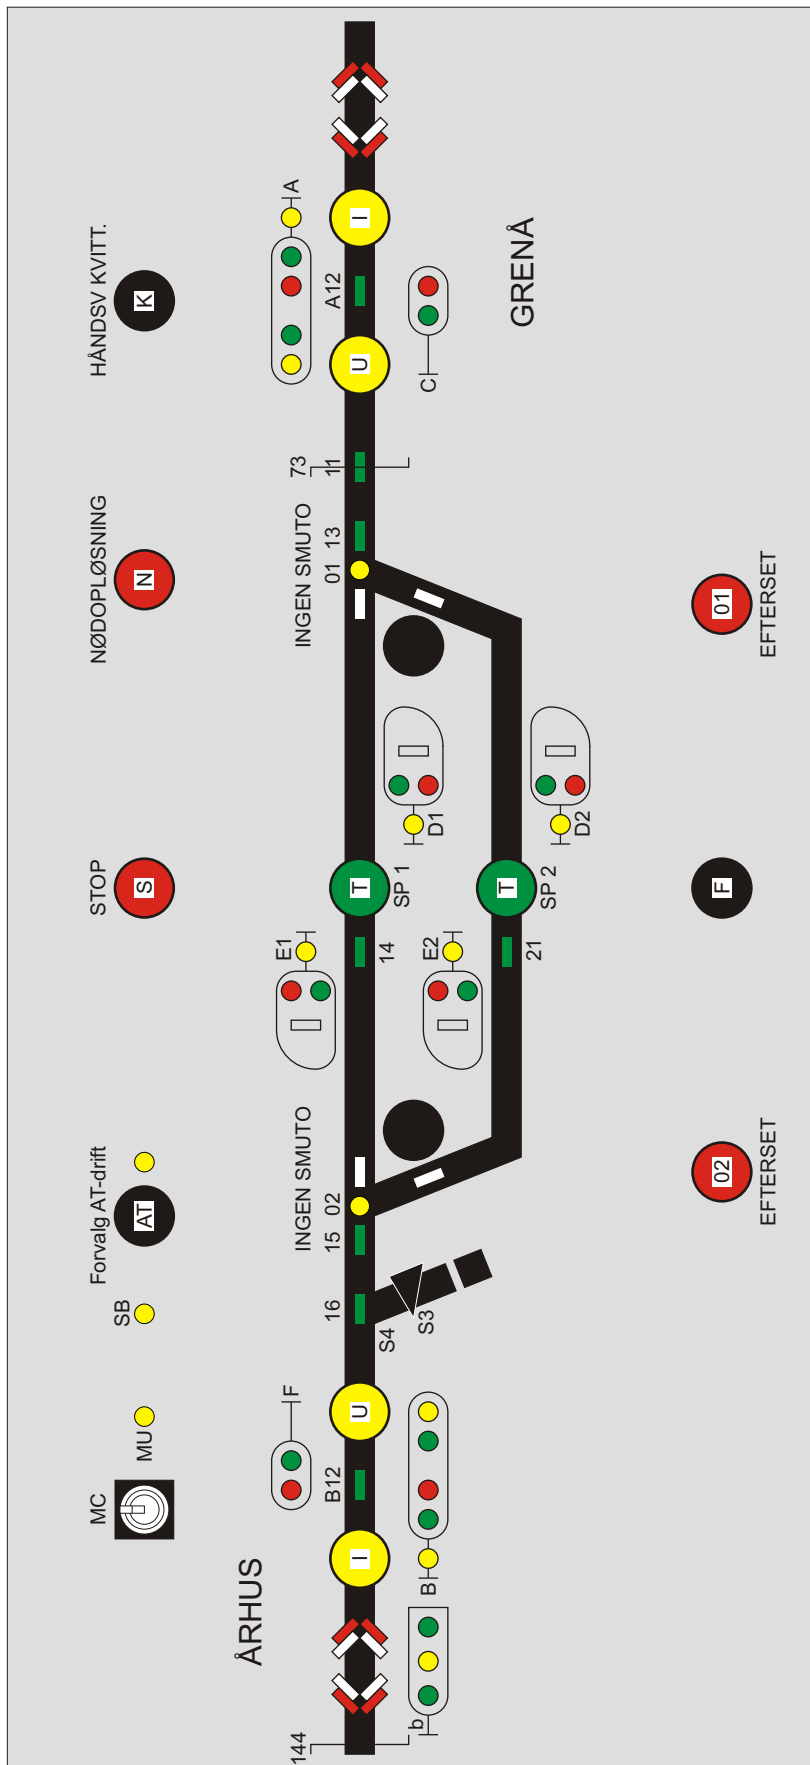 MC
SB
Forvalg AT-drift
STOP
NØDOPLØSNING
HÅNDSV KVITT.
MU
AT
S
N
K
ÅRHUS
144
F
E1
73
A
INGEN SMUTO
INGEN SMUTO
B12
16
15
02
01
13
11
A12
I
U
T
U
I
S4
14
SP 1
b
B
S3
E2
D1
C
T
GRENÅ
21
SP 2
D2
02
F
01
EFTERSET
EFTERSET